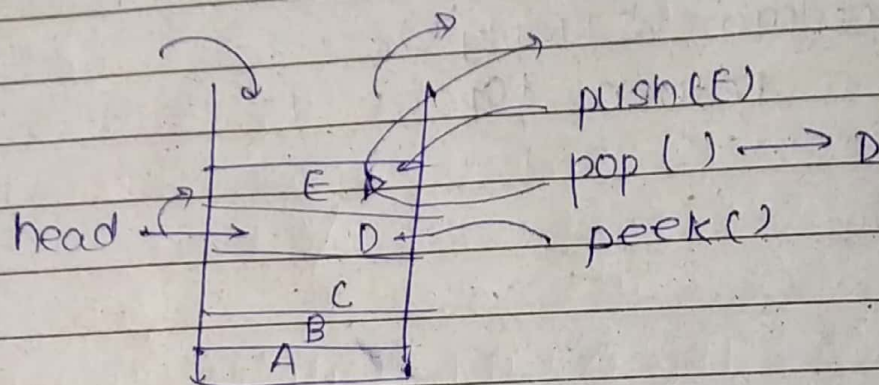 push(E)
E
pop() → D
head → D
peek()
C
B
A